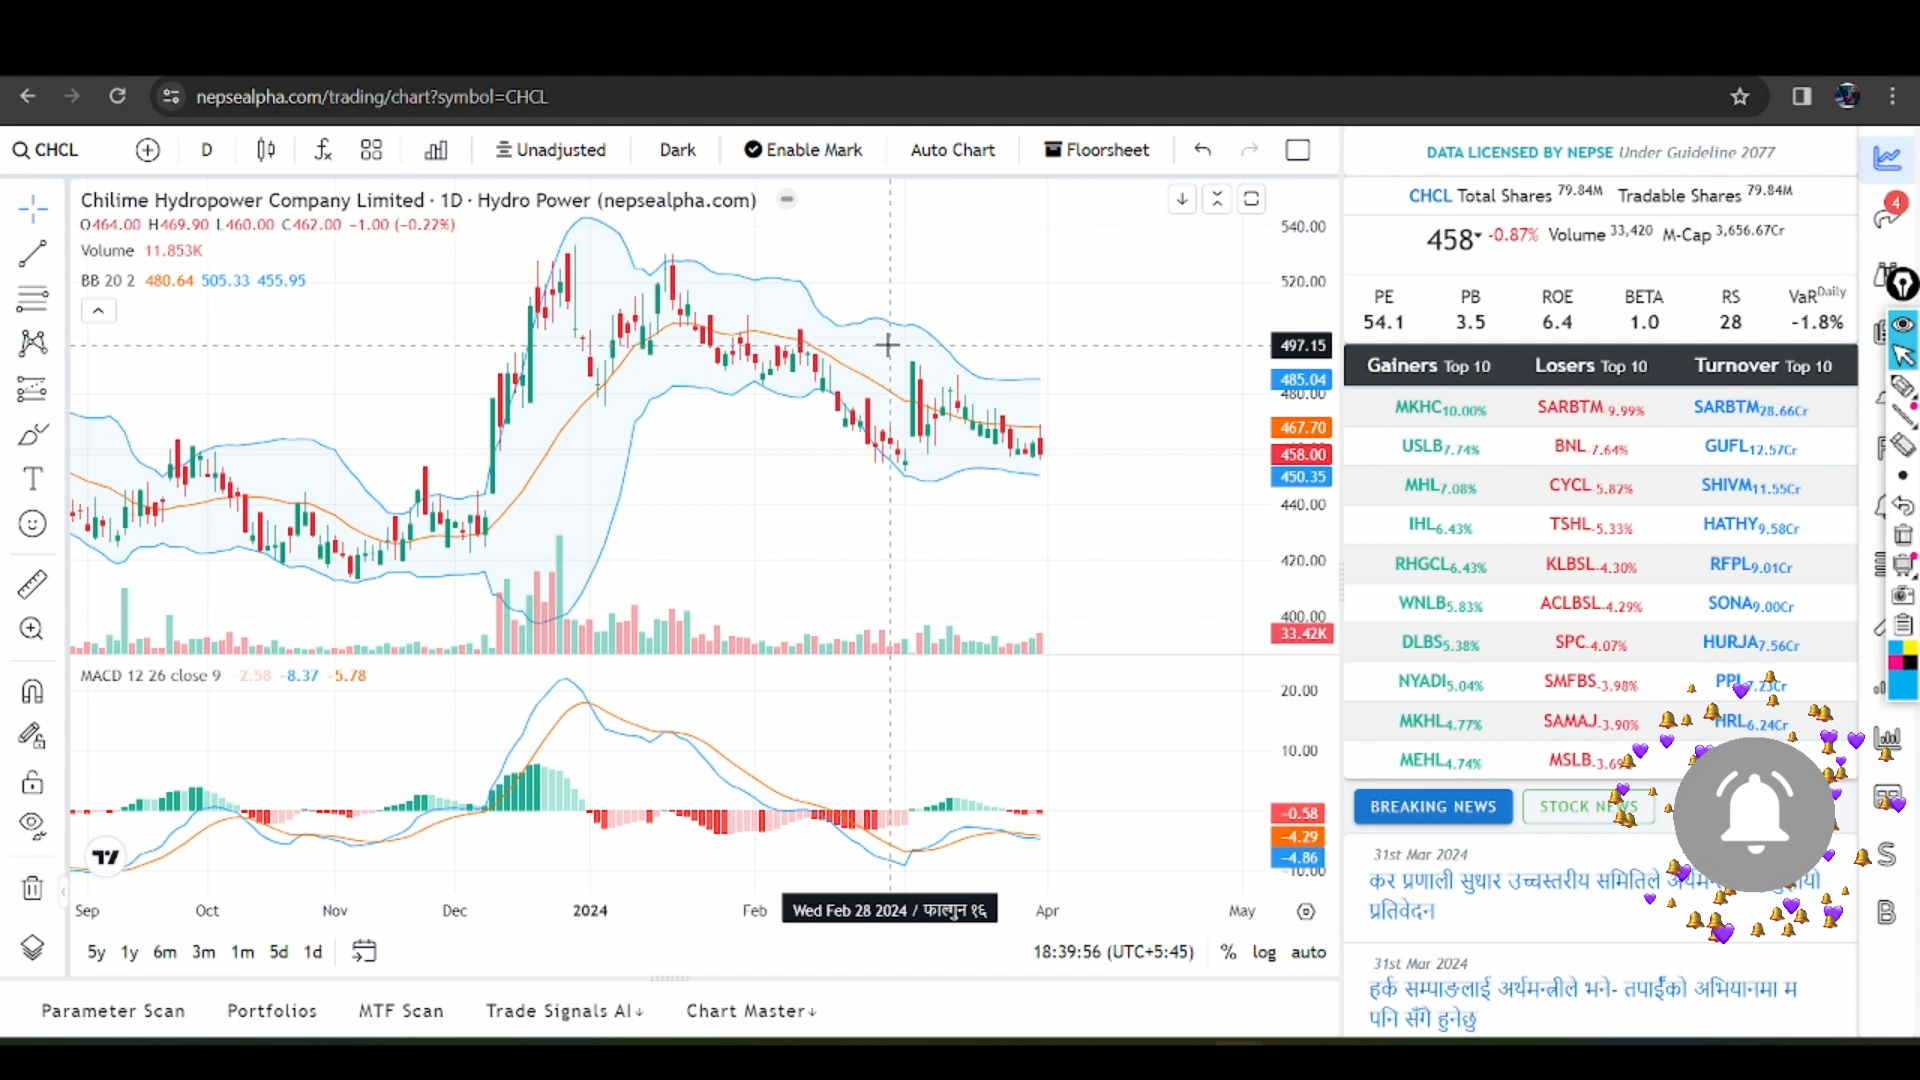 nepsealpha.com/trading/chart?symbol=CHCL
CHCL
D
Unadjusted
Dark
Enable Mark
Auto Chart
Floorsheet
Chilime Hydropower Company Limited · 1D · Hydro Power (nepsealpha.com)
O464.00 H469.90 L460.00 C462.00 −1.00 (−0.22%)
Volume 11.853K
BB 20 2 480.64 505.33 455.95
540.00
520.00
497.15
485.04
480.00
467.70
458.00
450.35
440.00
420.00
400.00
33.42K
MACD 12 26 close 9 −2.58 −8.37 −5.78
20.00
10.00
−0.58
−4.29
−4.86
−10.00
Sep Oct Nov Dec 2024 Feb Wed Feb 28 2024 / फाल्गुन १६ Apr May
5y 1y 6m 3m 1m 5d 1d
18:39:56 (UTC+5:45) % log auto
Parameter Scan Portfolios MTF Scan Trade Signals AI↓ Chart Master↓
DATA LICENSED BY NEPSE Under Guideline 2077
CHCL Total Shares 79.84M Tradable Shares 79.84M
458 -0.87% Volume 33,420 M-Cap 3,656.67Cr
PE PB ROE BETA RS VaR Daily
54.1 3.5 6.4 1.0 28 -1.8%
Gainers Top 10 Losers Top 10 Turnover Top 10
MKHC 10.00% SARBTM -9.99% SARBTM 28.66Cr
USLB 7.74% BNL -7.64% GUFL 12.57Cr
MHL 7.08% CYCL -5.82% SHIVM 11.55Cr
IHL 6.43% TSHL -5.33% HATHY 9.58Cr
RHGCL 6.43% KLBSL -4.30% RFPL 9.01Cr
WNLB 5.83% ACLBSL -4.29% SONA 9.00Cr
DLBS 5.38% SPC -4.07% HURJA 7.56Cr
NYADI 5.04% SMFBS -3.98% PPL 7.23Cr
MKHL 4.77% SAMAJ -3.90% HRL 6.24Cr
MEHL 4.74% MSLB
BREAKING NEWS STOCK NEWS
31st Mar 2024
कर प्रणाली सुधार उच्चस्तरीय समितिले
प्रतिवेदन
31st Mar 2024
हर्क सम्पाङलाई अर्थमन्त्रीले भने- तपाईंको अभियानमा म
पनि सँगै हुनेछु
4
S
B